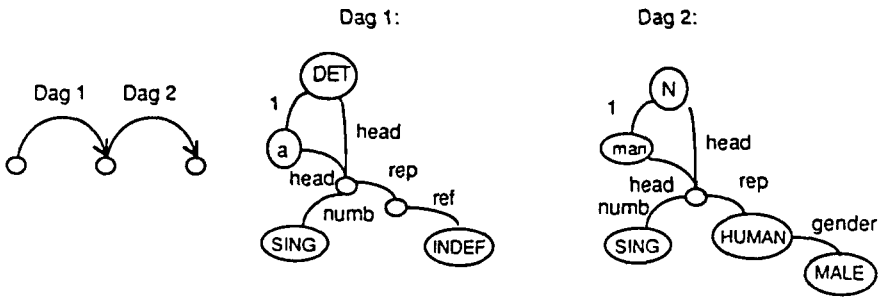 Dag 1:
Dag 2:
Dag 1
Dag 2
DET
1
head
a
head
rep
ref
numb
SING
INDEF
N
1
head
man
head
rep
numb
gender
SING
HUMAN
MALE